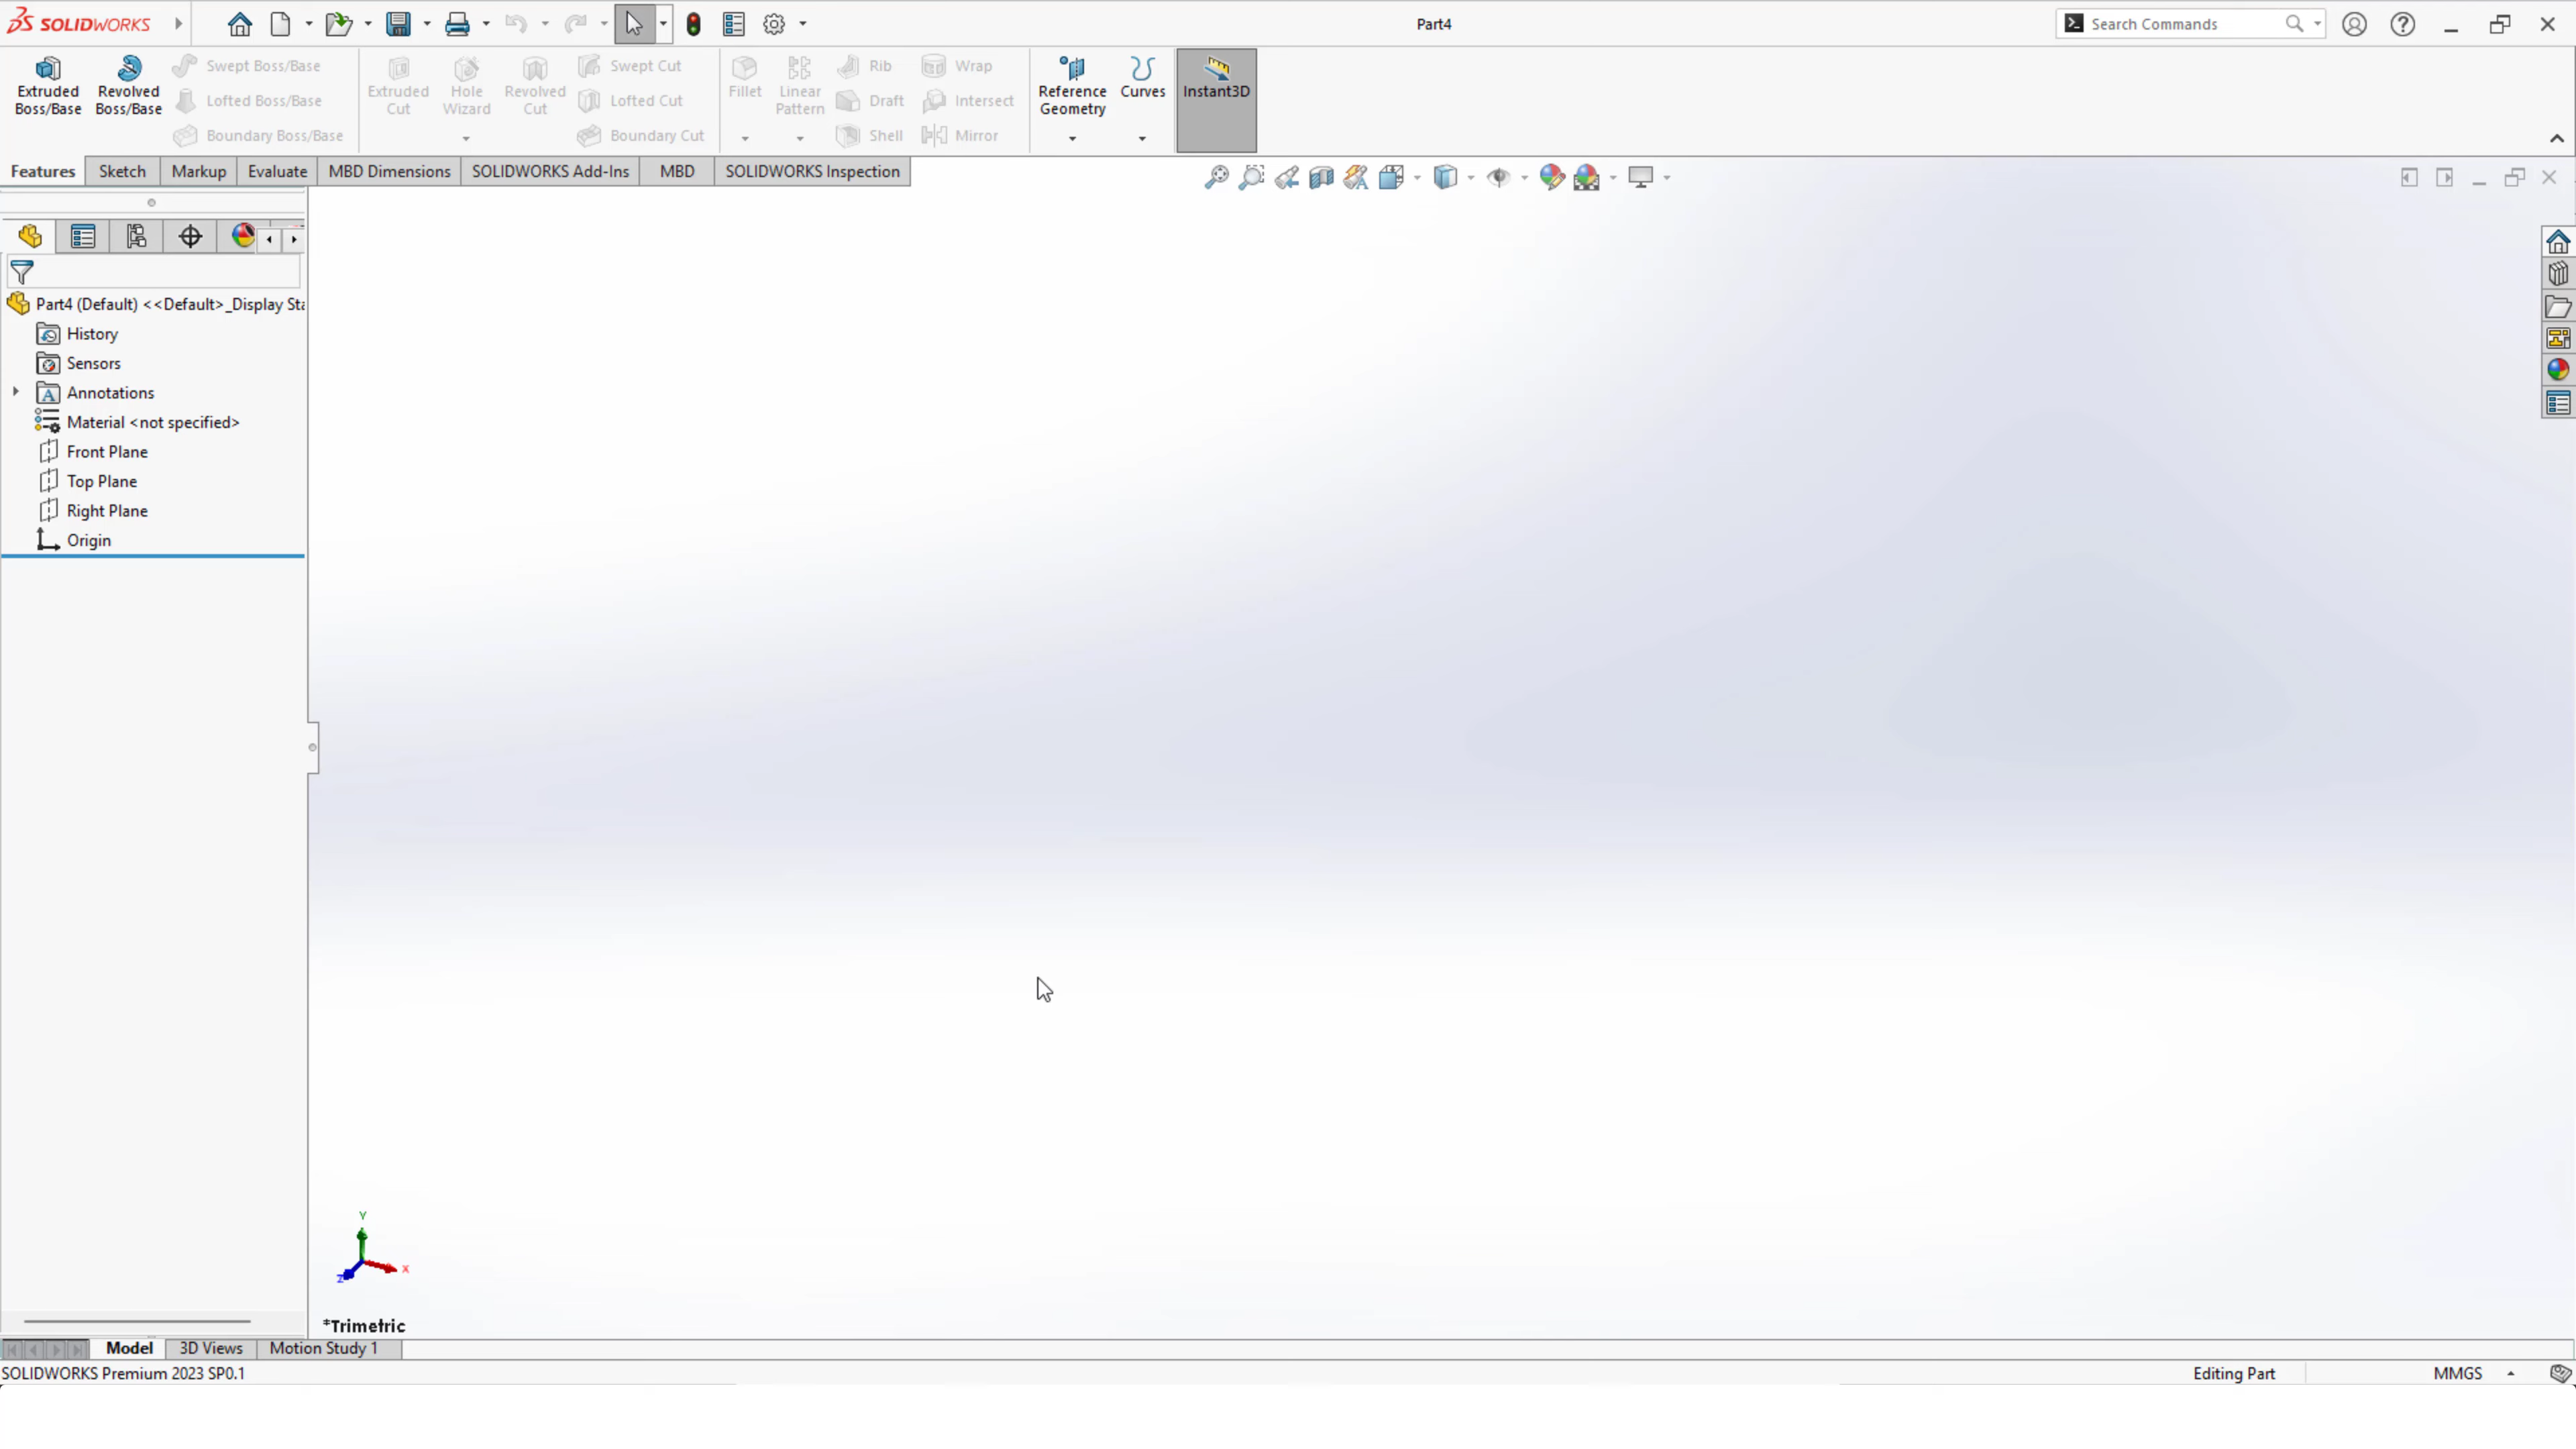 SOLIDWORKS
Part4
Search Commands
Extruded Boss/Base
Revolved Boss/Base
Swept Boss/Base
Lofted Boss/Base
Boundary Boss/Base
Extruded Cut
Hole Wizard
Revolved Cut
Swept Cut
Lofted Cut
Boundary Cut
Fillet
Linear Pattern
Rib
Draft
Shell
Wrap
Intersect
Mirror
Reference Geometry
Curves
Instant3D
Features
Sketch
Markup
Evaluate
MBD Dimensions
SOLIDWORKS Add-Ins
MBD
SOLIDWORKS Inspection
Part4 (Default) <<Default>_Display Sta
History
Sensors
Annotations
Material <not specified>
Front Plane
Top Plane
Right Plane
Origin
Y
X
Z
*Trimetric
Model
3D Views
Motion Study 1
SOLIDWORKS Premium 2023 SP0.1
Editing Part
MMGS